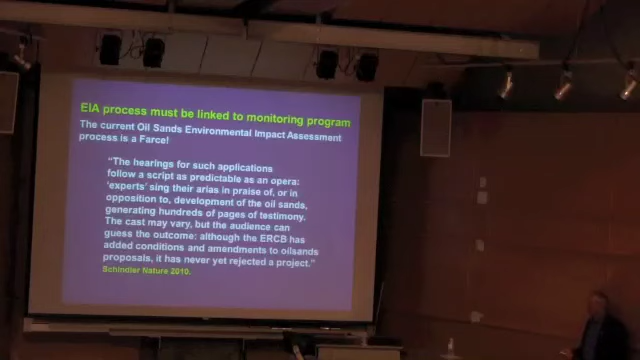 EIA process must be linked to monitoring program
The current Oil Sands Environmental Impact Assessment
process is a Farce!
“The hearings for such applications
follow a script as predictable as an opera:
‘experts’ sing their arias in praise of, or in
opposition to, development of the oil sands,
generating hundreds of pages of testimony.
The cast may vary, but the audience can
guess the outcome: although the ERCB has
added conditions and amendments to oilsands
proposals, it has never yet rejected a project.”
Schindler Nature 2010.